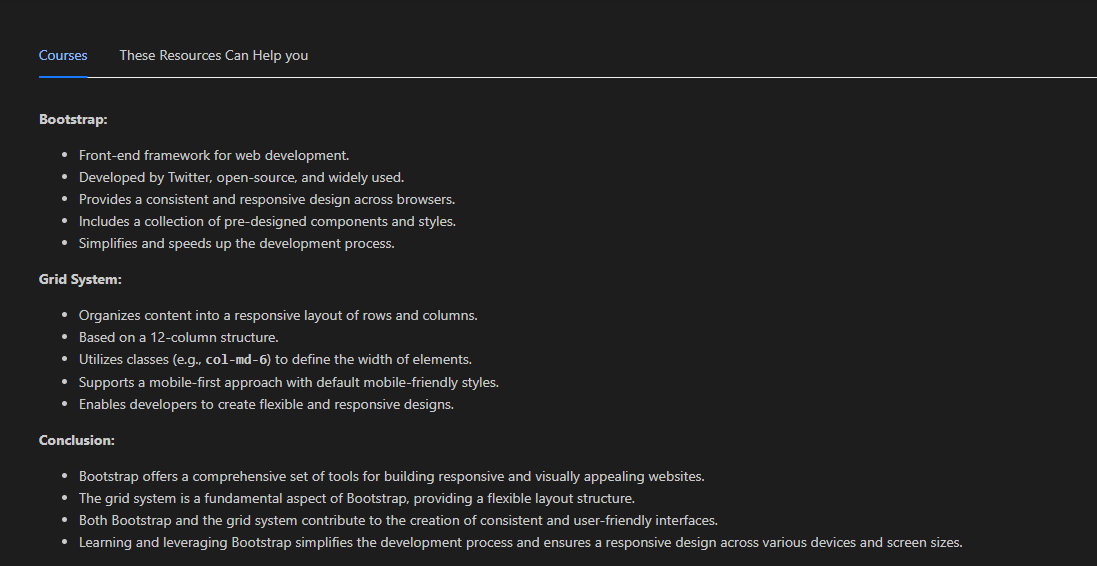 Courses These Resources Can Help you
Bootstrap:
Front-end framework for web development.
Developed by Twitter, open-source, and widely used.
Provides a consistent and responsive design across browsers.
Includes a collection of pre-designed components and styles.
Simplifies and speeds up the development process.
Grid System:
Organizes content into a responsive layout of rows and columns.
Based on a 12-column structure.
Utilizes classes (e.g., col-md-6) to define the width of elements.
Supports a mobile-first approach with default mobile-friendly styles.
Enables developers to create flexible and responsive designs.
Conclusion:
Bootstrap offers a comprehensive set of tools for building responsive and visually appealing websites.
The grid system is a fundamental aspect of Bootstrap, providing a flexible layout structure.
Both Bootstrap and the grid system contribute to the creation of consistent and user-friendly interfaces.
Learning and leveraging Bootstrap simplifies the development process and ensures a responsive design across various devices and screen sizes.